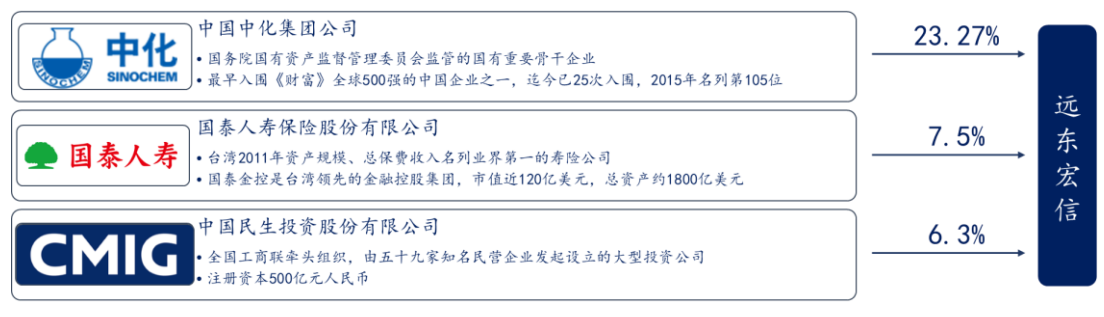 中化
SINOCHEM
SINOCHEM
中国中化集团公司
• 国务院国有资产监督管理委员会监管的国有重要骨干企业
• 最早入围《财富》全球500强的中国企业之一，迄今已25次入围，2015年名列第105位
23.27%
国泰人寿
国泰人寿保险股份有限公司
• 台湾2011年资产规模、总保费收入名列业界第一的寿险公司
• 国泰金控是台湾领先的金融控股集团，市值近120亿美元，总资产约1800亿美元
7.5%
CMIG
中国民生投资股份有限公司
• 全国工商联牵头组织，由五十九家知名民营企业发起设立的大型投资公司
• 注册资本500亿元人民币
6.3%
远东宏信